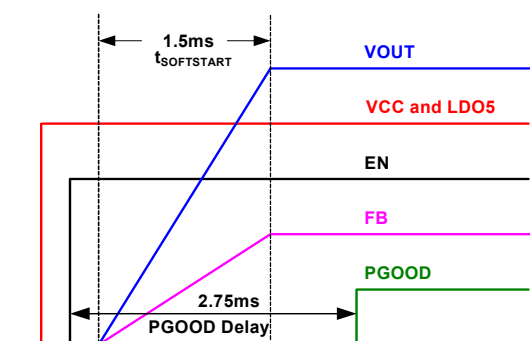 1.5ms
tSOFTSTART
VOUT
VCC and LDO5
EN
FB
PGOOD
2.75ms
PGOOD Delay